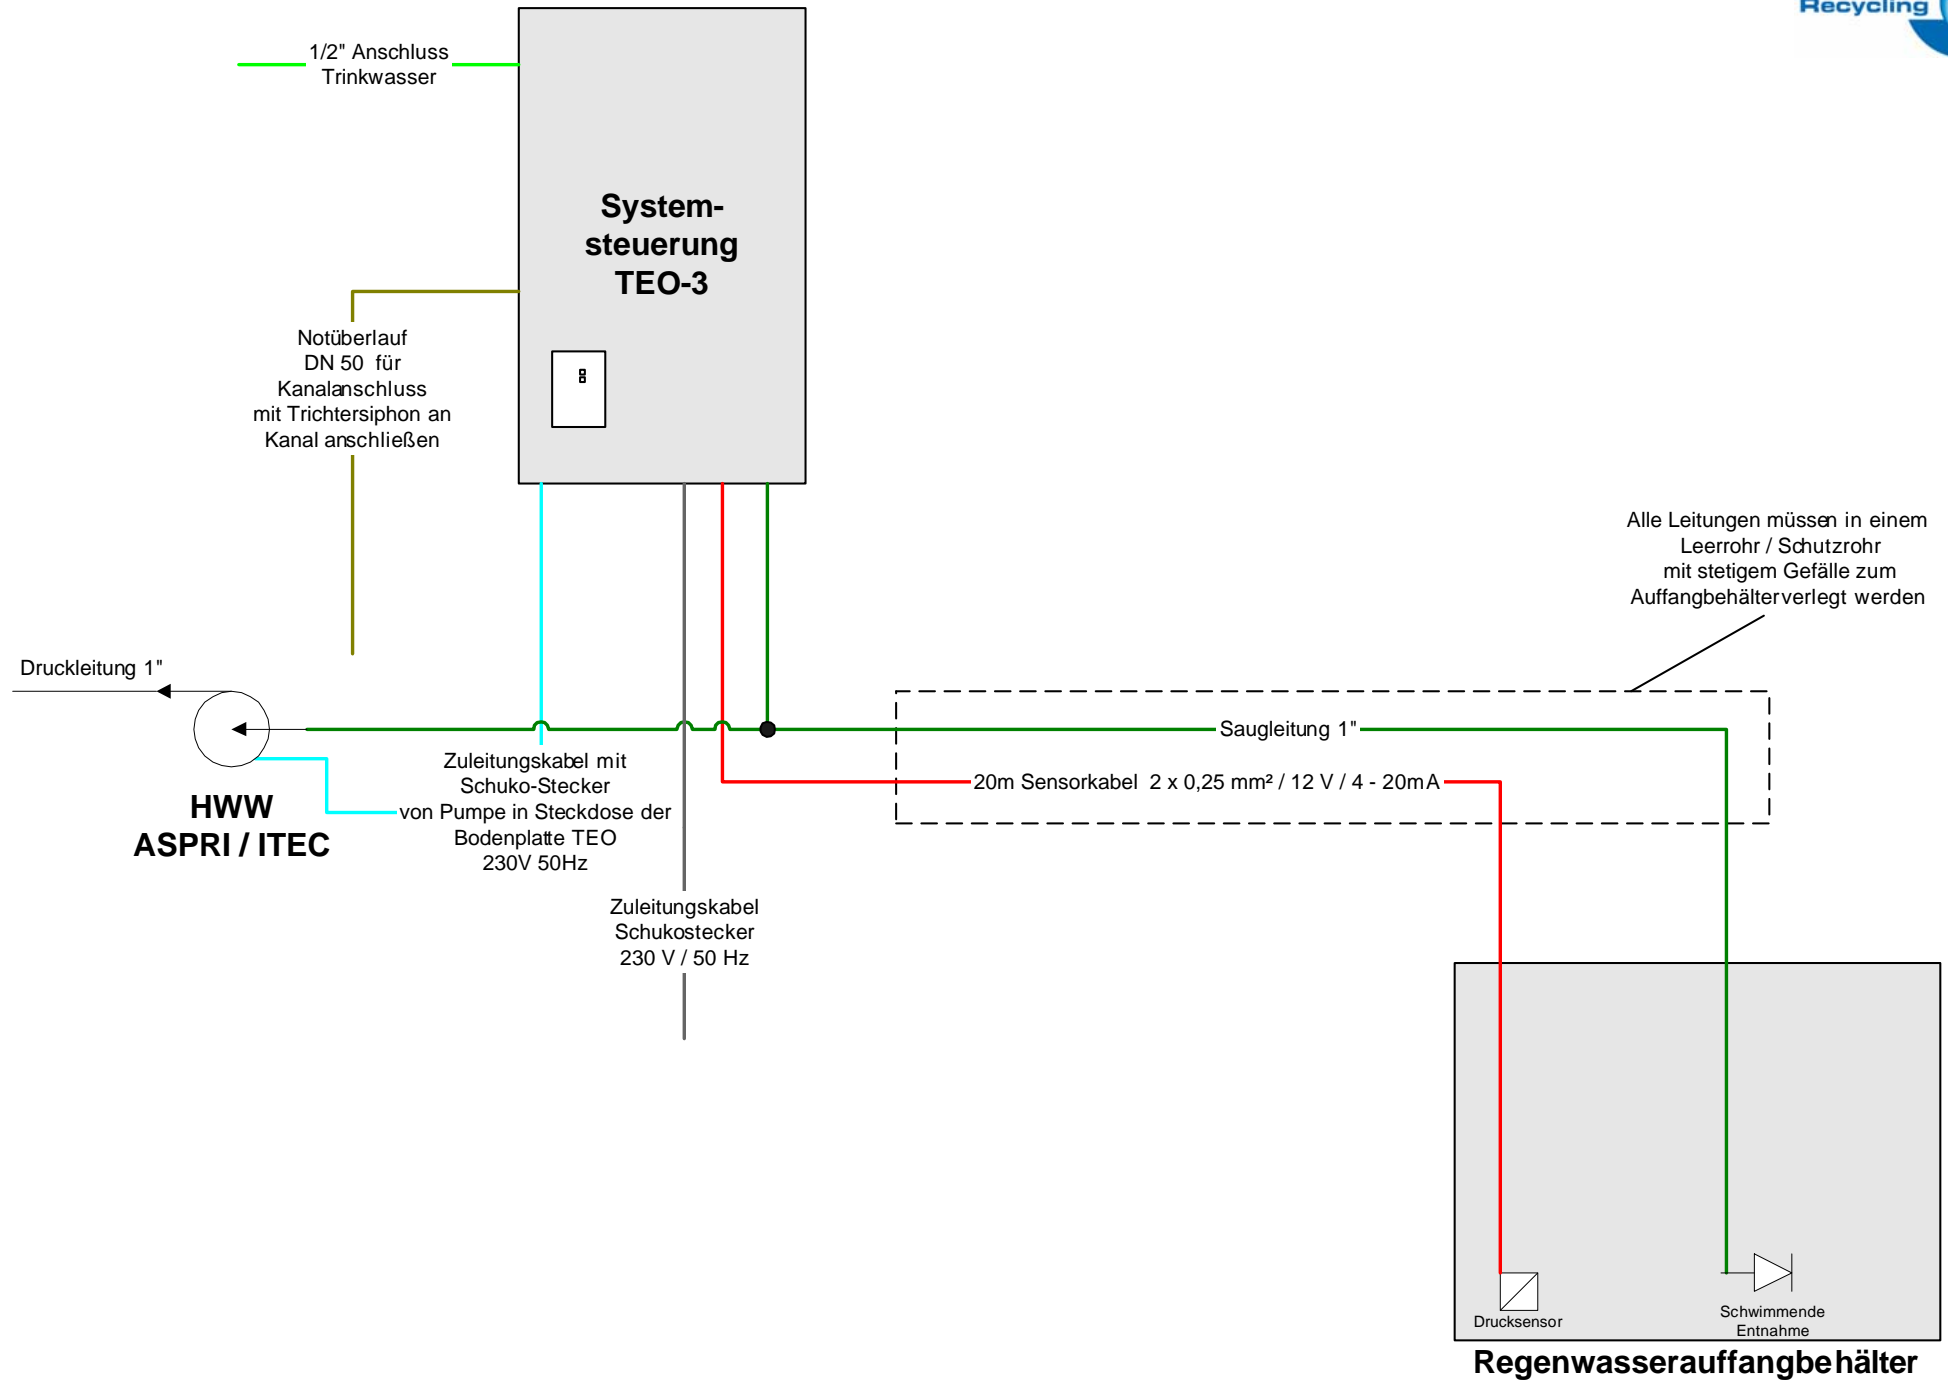 Recycling
1/2" Anschluss
Trinkwasser
System-
steuerung
TEO-3
Notüberlauf
DN 50 für
Kanalanschluss
mit Trichtersiphon an
Kanal anschließen
Alle Leitungen müssen in einem
Leerrohr / Schutzrohr
mit stetigem Gefälle zum
Auffangbehälter verlegt werden
Druckleitung 1"
Saugleitung 1"
20m Sensorkabel 2 x 0,25 mm² / 12 V / 4 - 20mA
HWW
ASPRI / ITEC
Zuleitungskabel mit
Schuko-Stecker
von Pumpe in Steckdose der
Bodenplatte TEO
230V 50Hz
Zuleitungskabel
Schukostecker
230 V / 50 Hz
Drucksensor
Schwimmende
Entnahme
Regenwasserauffangbehälter